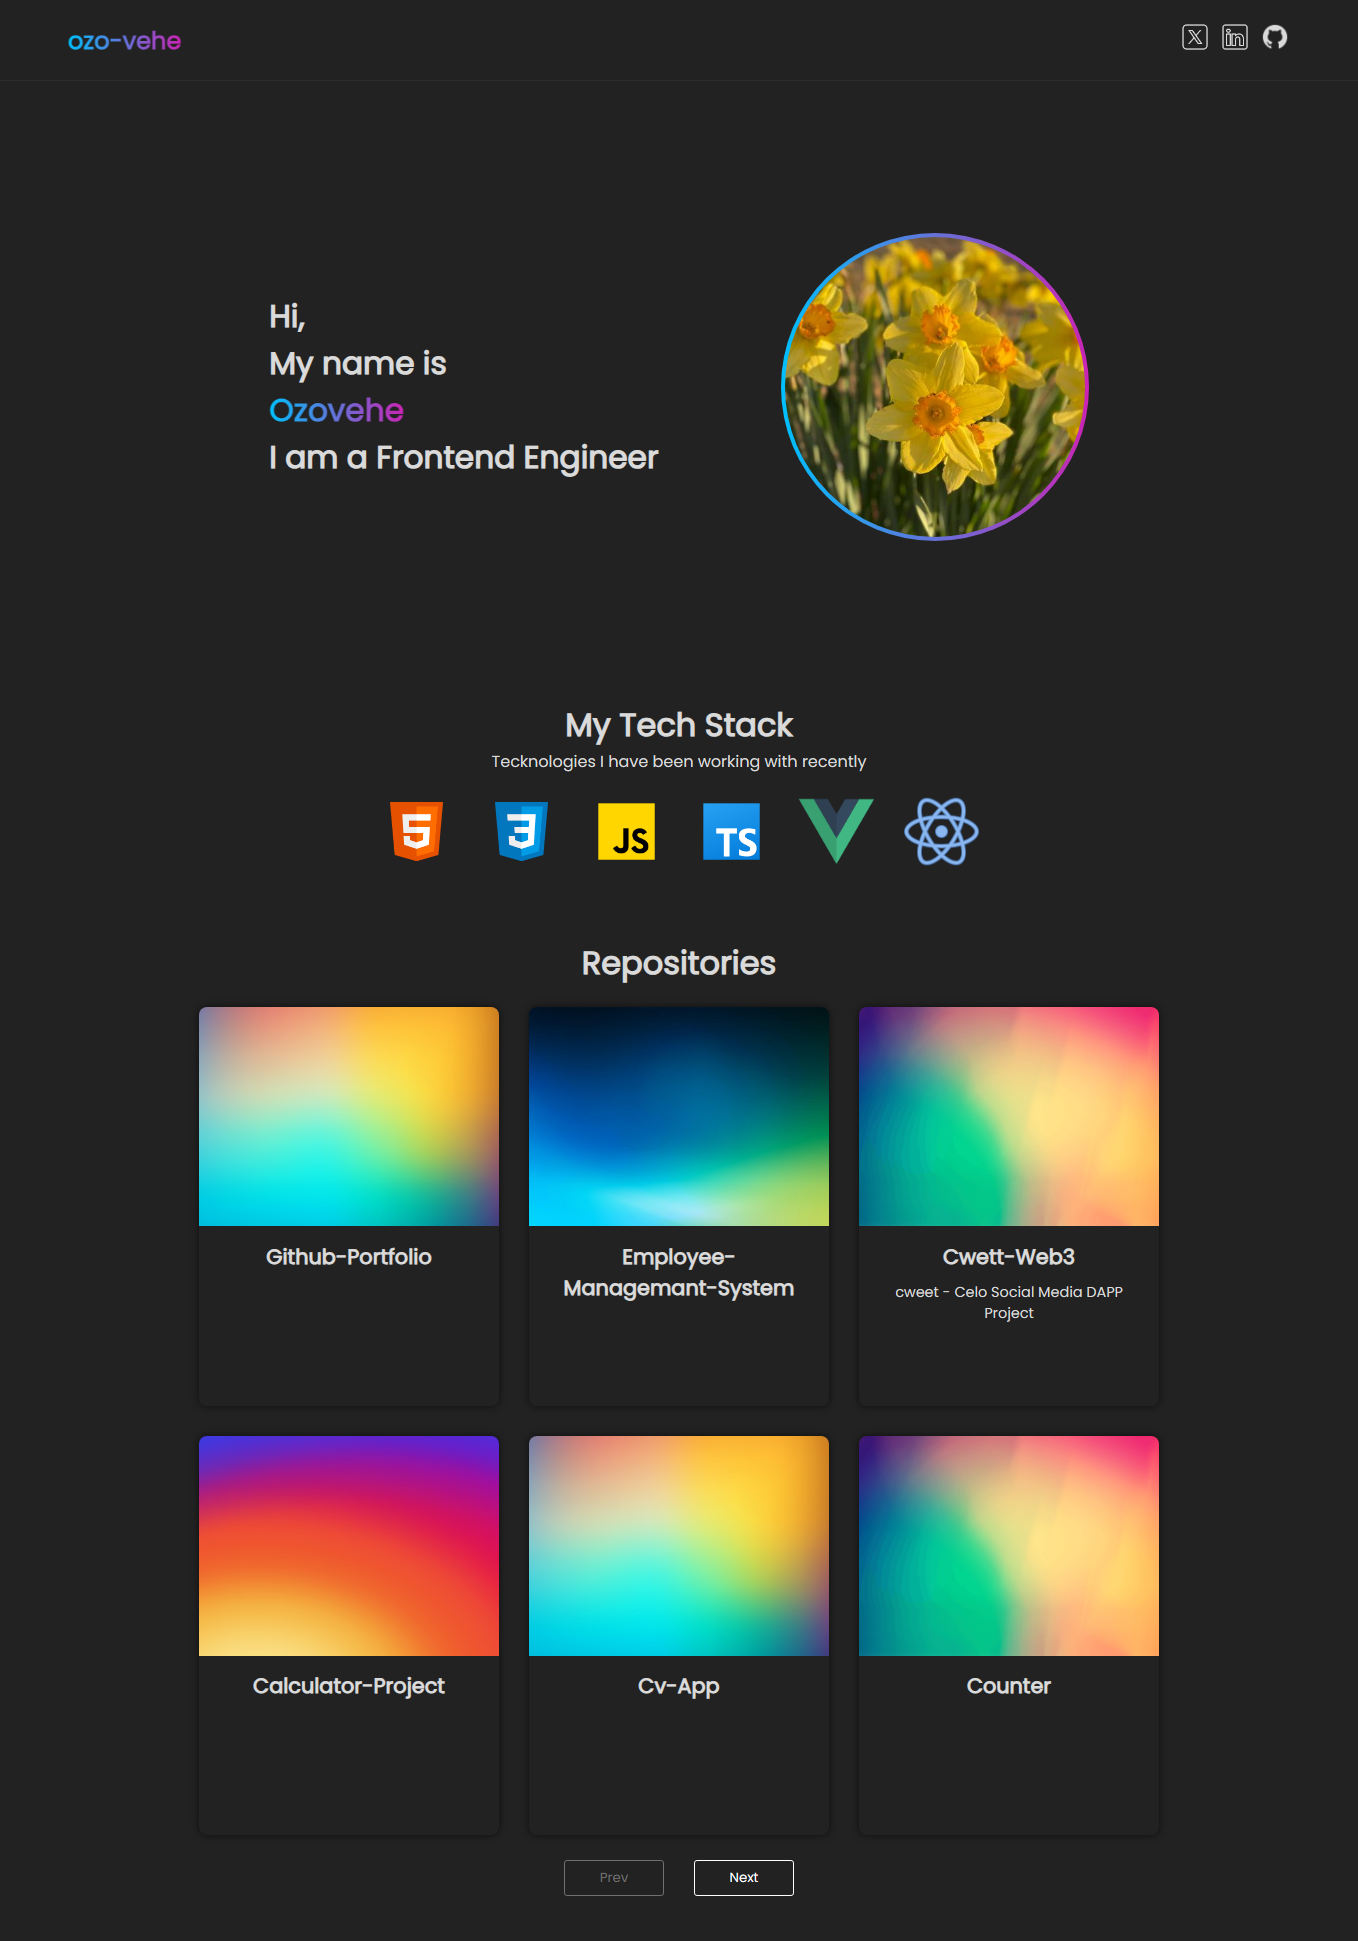 ozo-vehe
Hi,
My name is
Ozovehe
I am a Frontend Engineer
My Tech Stack
Tecknologies I have been working with recently
5
3
JS
TS
Repositories
Github-Portfolio
Employee-
Managemant-System
Cwett-Web3
cweet - Celo Social Media DAPP
Project
Calculator-Project
Cv-App
Counter
Prev
Next